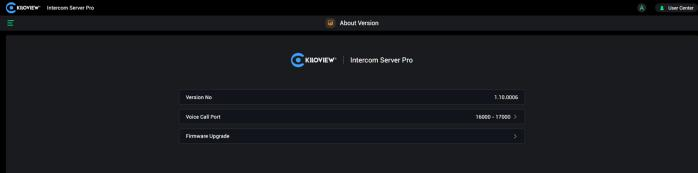 KILOVIEW® Intercom Server Pro
A
User Center
About Version
KILOVIEW® Intercom Server Pro
Version No 1.10.0006
Voice Call Port 16000 - 17000 >
Firmware Upgrade >